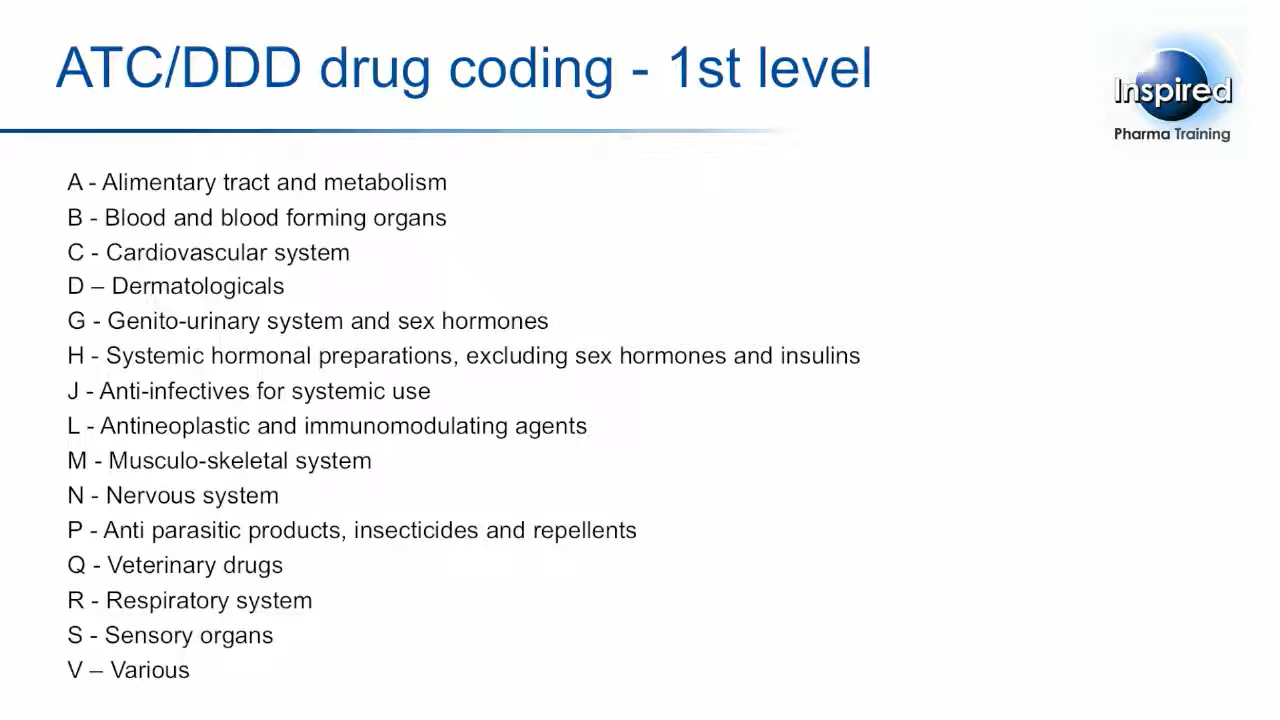 ATC/DDD drug coding - 1st level
Inspired
Pharma Training
A - Alimentary tract and metabolism
B - Blood and blood forming organs
C - Cardiovascular system
D – Dermatologicals
G - Genito-urinary system and sex hormones
H - Systemic hormonal preparations, excluding sex hormones and insulins
J - Anti-infectives for systemic use
L - Antineoplastic and immunomodulating agents
M - Musculo-skeletal system
N - Nervous system
P - Anti parasitic products, insecticides and repellents
Q - Veterinary drugs
R - Respiratory system
S - Sensory organs
V – Various